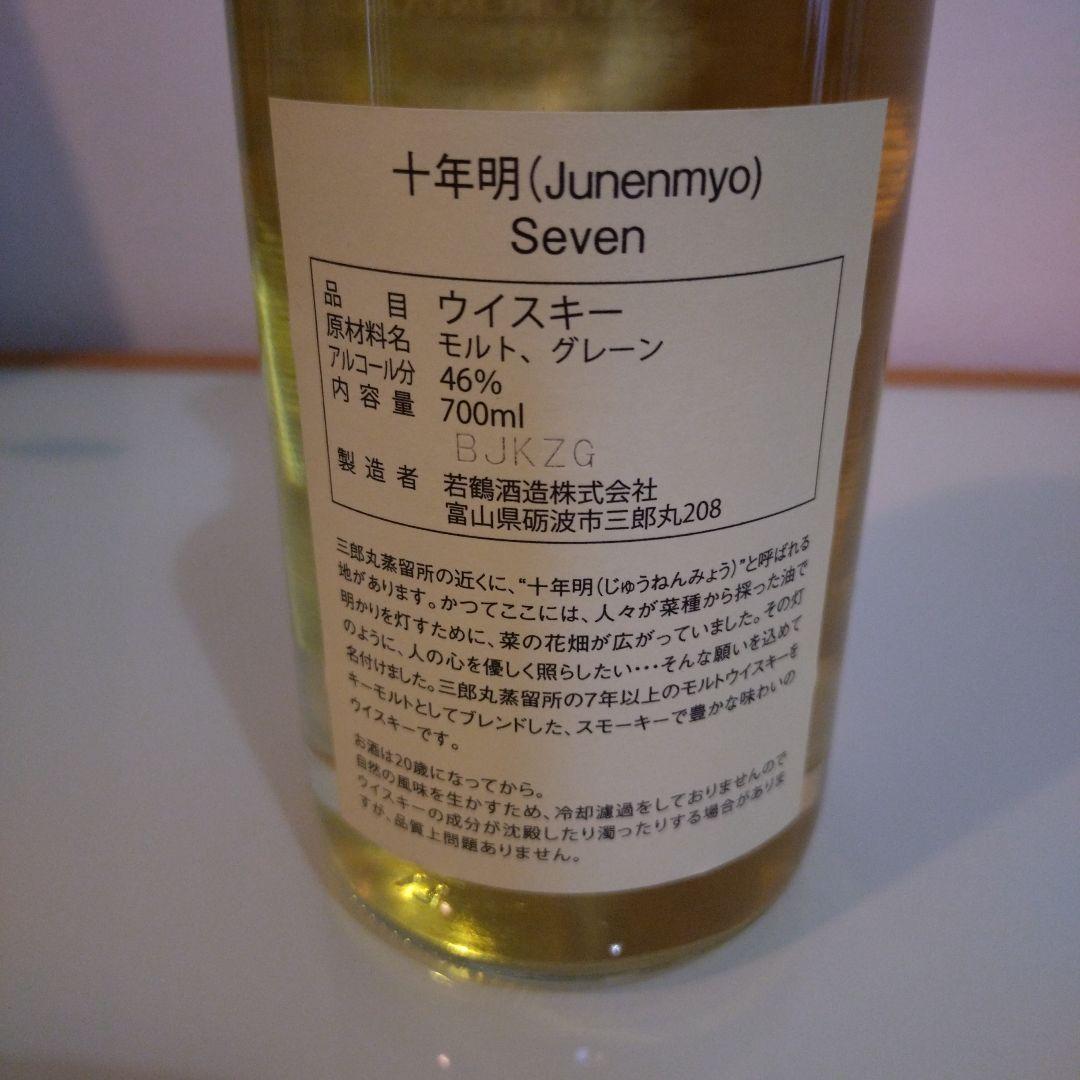 十年明(Junenmyo)
Seven
品目 ウイスキー
原材料名 モルト、グレーン
アルコール分 46%
内容量 700ml
BJKZG
製造者 若鶴酒造株式会社
富山県砺波市三郎丸208
三郎丸蒸留所の近くに、“十年明(じゅうねんみょう)”と呼ばれる
地があります。かつてここには、人々が菜種から採った油で
明かりを灯すために、菜の花畑が広がっていました。その灯
のように、人の心を優しく照らしたい・・・そんな願いを込めて
名付けました。三郎丸蒸留所の7年以上のモルトウイスキーを
キーモルトとしてブレンドした、スモーキーで豊かな味わいの
ウイスキーです。
お酒は20歳になってから。
自然の風味を生かすため、冷却濾過をしておりませんので
ウイスキーの成分が沈殿したり濁ったりする場合がありま
すが、品質上問題ありません。